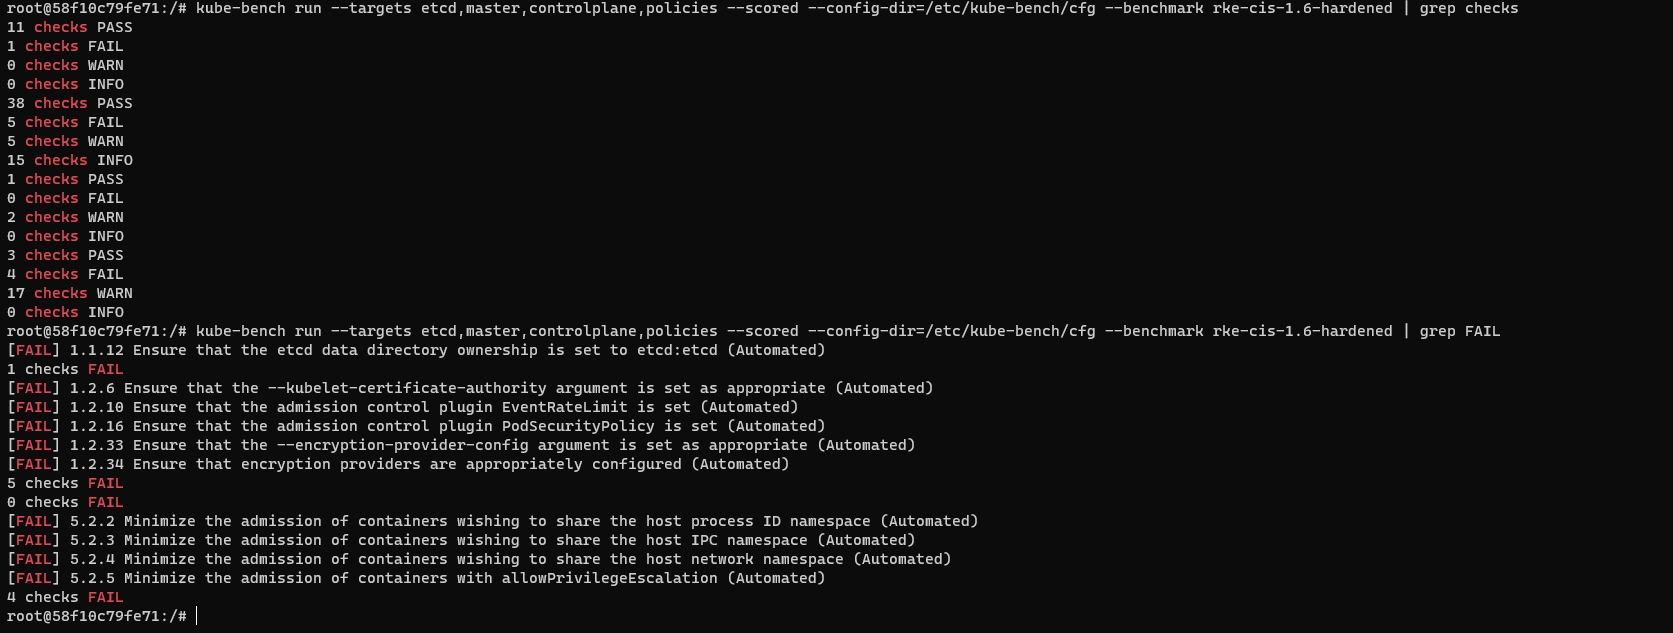 root@58f10c79fe71:/# kube-bench run --targets etcd,master,controlplane,policies --scored --config-dir=/etc/kube-bench/cfg --benchmark rke-cis-1.6-hardened | grep checks
11 checks PASS
1 checks FAIL
0 checks WARN
0 checks INFO
38 checks PASS
5 checks FAIL
5 checks WARN
15 checks INFO
1 checks PASS
0 checks FAIL
2 checks WARN
0 checks INFO
3 checks PASS
4 checks FAIL
17 checks WARN
0 checks INFO
root@58f10c79fe71:/# kube-bench run --targets etcd,master,controlplane,policies --scored --config-dir=/etc/kube-bench/cfg --benchmark rke-cis-1.6-hardened | grep FAIL
[FAIL] 1.1.12 Ensure that the etcd data directory ownership is set to etcd:etcd (Automated)
1 checks FAIL
[FAIL] 1.2.6 Ensure that the --kubelet-certificate-authority argument is set as appropriate (Automated)
[FAIL] 1.2.10 Ensure that the admission control plugin EventRateLimit is set (Automated)
[FAIL] 1.2.16 Ensure that the admission control plugin PodSecurityPolicy is set (Automated)
[FAIL] 1.2.33 Ensure that the --encryption-provider-config argument is set as appropriate (Automated)
[FAIL] 1.2.34 Ensure that encryption providers are appropriately configured (Automated)
5 checks FAIL
0 checks FAIL
[FAIL] 5.2.2 Minimize the admission of containers wishing to share the host process ID namespace (Automated)
[FAIL] 5.2.3 Minimize the admission of containers wishing to share the host IPC namespace (Automated)
[FAIL] 5.2.4 Minimize the admission of containers wishing to share the host network namespace (Automated)
[FAIL] 5.2.5 Minimize the admission of containers with allowPrivilegeEscalation (Automated)
4 checks FAIL
root@58f10c79fe71:/#